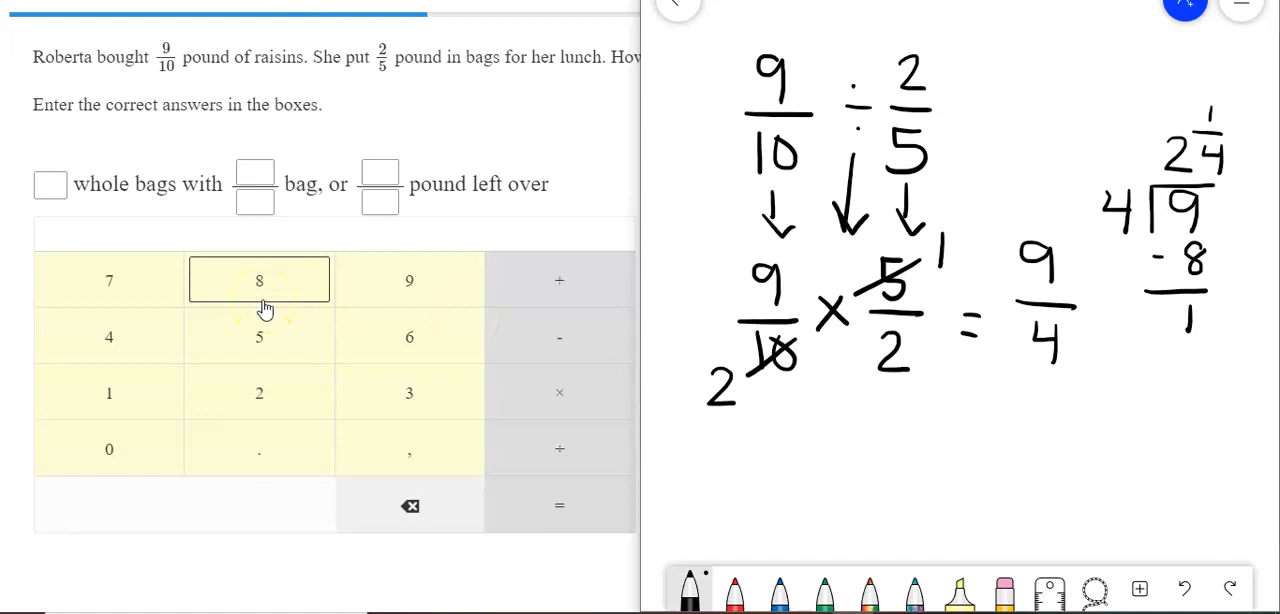 Roberta bought 9/10 pound of raisins. She put 2/5 pound in bags for her lunch.
Enter the correct answers in the boxes.
whole bags with bag, or pound left over
7 8 9 +
4 5 6 -
1 2 3 ×
0 . , ÷
=
9/10 ÷ 2/5
9/10 × 5/2 = 9/4
2 1
2 1/4
4 9
- 8
1